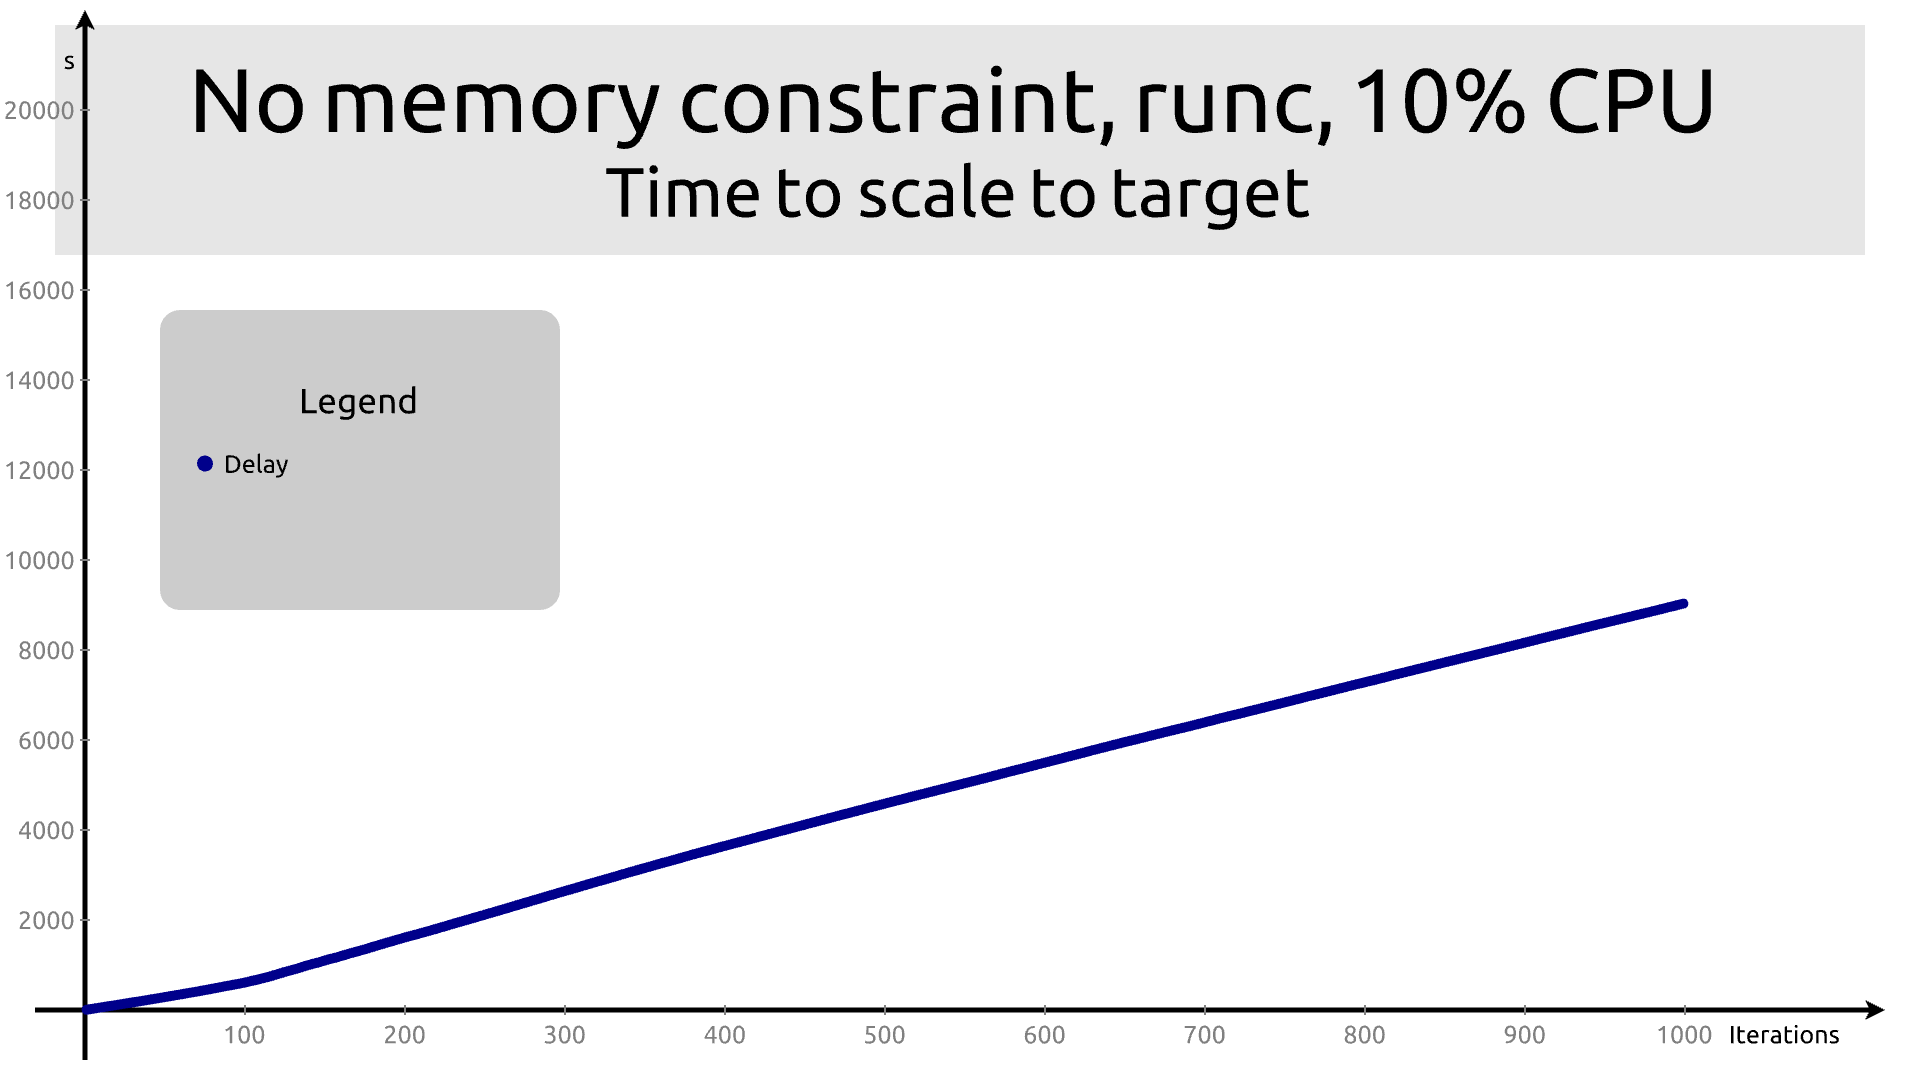 No memory constraint, runc, 10% CPU
Time to scale to target
s
20000
18000
16000
14000
12000
10000
8000
6000
4000
2000
Legend
Delay
100 200 300 400 500 600 700 800 900 1000 Iterations